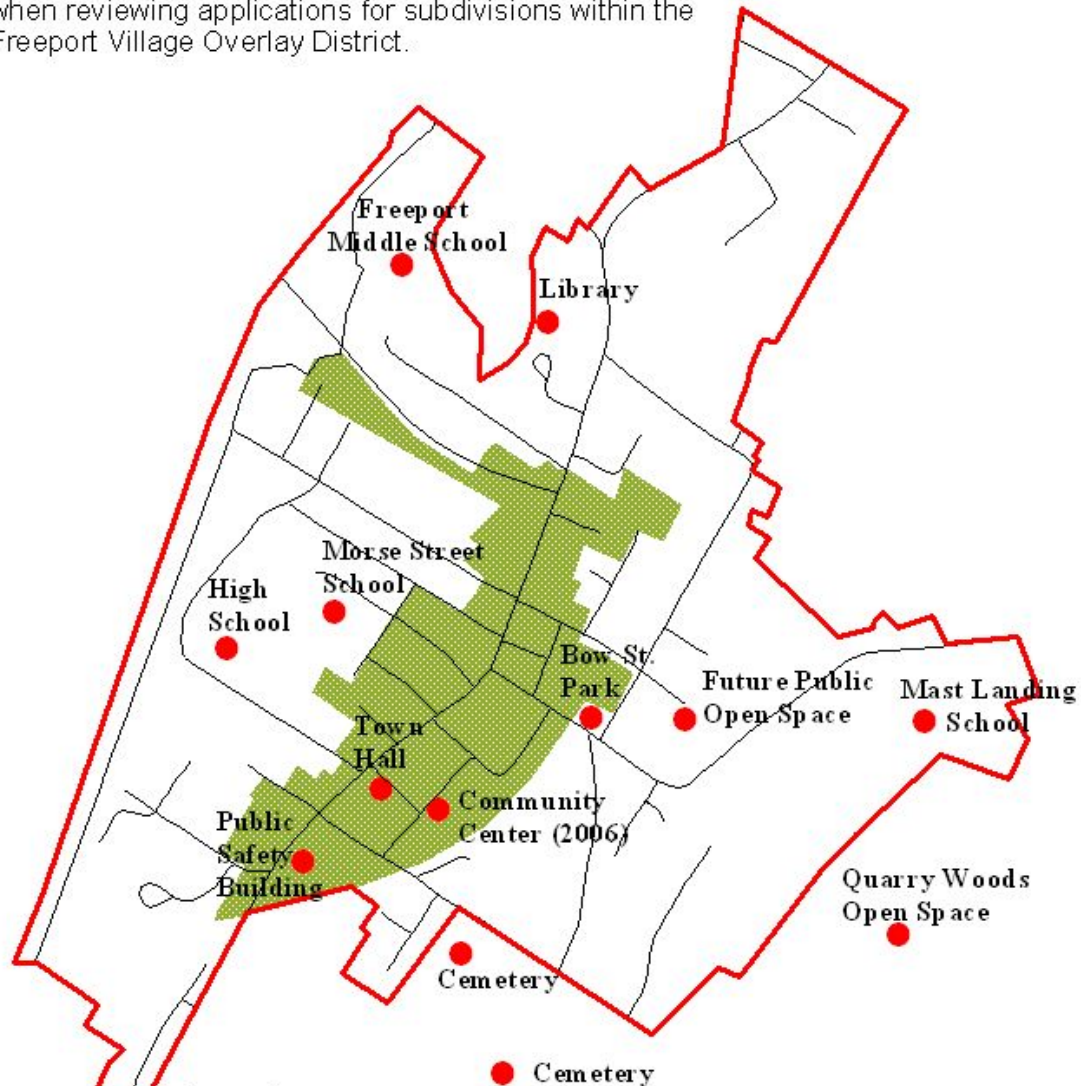 when reviewing applications for subdivisions within the
Freeport Village Overlay District.
Freeport
Middle School
Library
Morse Street
School
High
School
Bow St.
Park
Future Public
Open Space
Mast Landing
School
Town
Hall
Community
Center (2006)
Public
Safety
Building
Quarry Woods
Open Space
Cemetery
Cemetery